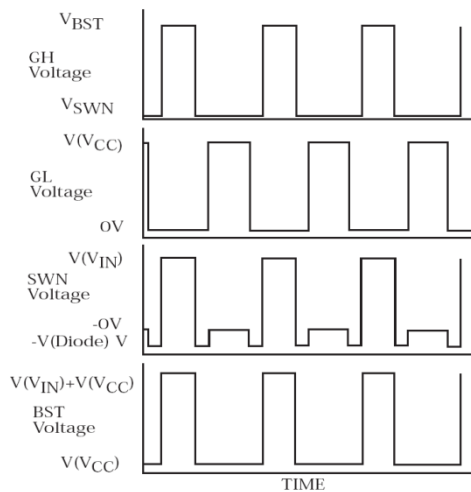 VBST
GH
Voltage
VSWN
V(VCC)
GL
Voltage
0V
V(VIN)
SWN
Voltage
-0V
-V(Diode) V
V(VIN)+V(VCC)
BST
Voltage
V(VCC)
TIME